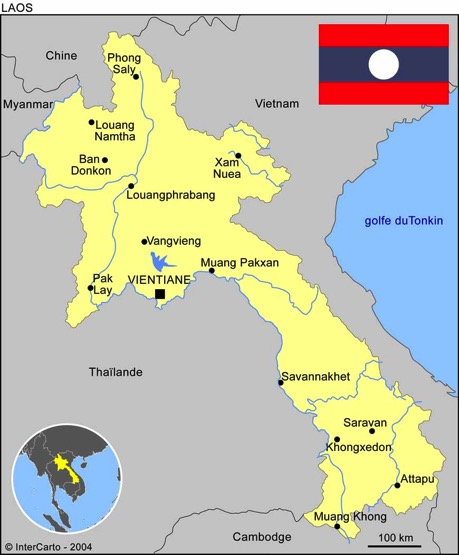 LAOS
Chine
Phong
Saly
Myanmar
Vietnam
Louang
Namtha
Ban
Donkon
Xam
Nuea
Louangphrabang
golfe duTonkin
Vangvieng
Muang Pakxan
Pak
Lay
VIENTIANE
Thaïlande
Savannakhet
Saravan
Khongxedon
Attapu
Muang Khong
Cambodge
100 km
© InterCarto - 2004